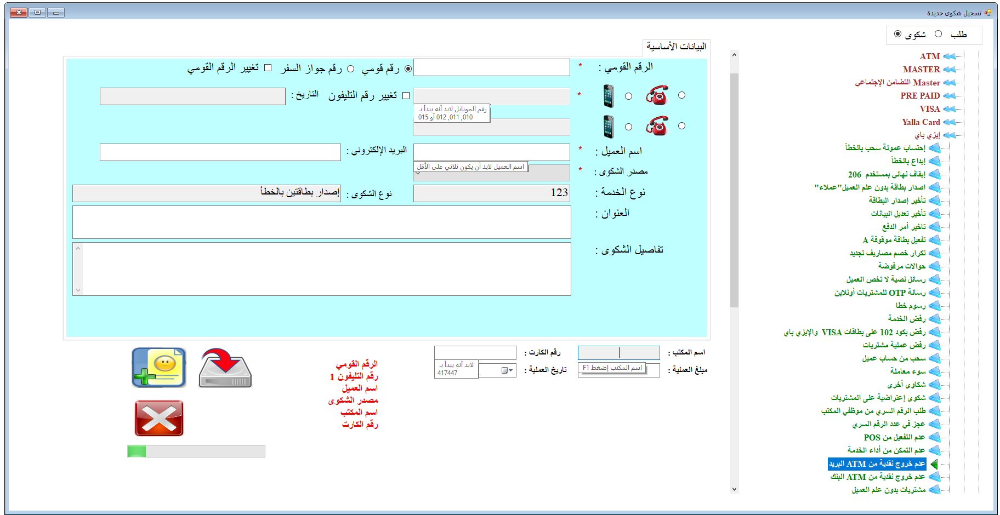 تسجيل شكوى جديدة
طلب
شكوى
ATM
MASTER
Master التضامن الإجتماعي
PRE PAID
VISA
Yalla Card
إيزي باي
إحتساب عمولة سحب بالخطأ
إيداع بالخطأ
إيقاف نهائي بمستخدم 206
اصدار بطاقة بدون علم العميل"عملاء"
تأخير إصدار البطاقة
تأخير تعديل البيانات
تاخير أمر الدفع
تفعيل بطاقة موقوفة A
تكرار خصم مصاريف تجديد
حوالات مرفوضة
رسائل نصية لا تخص العميل
رسالة OTP للمشتريات أونلاين
رسوم خطا
رفض الخدمة
رفض بكود 102 على بطاقات VISA والإيزي باي
رفض عملية مشتريات
سحب من حساب عميل
سوء معاملة
شكاوى أخرى
شكوى إعتراضية على المشتريات
طلب الرقم السري من موظفي المكتب
عجز في عدد الرقم السري
عدم التفعيل من POS
عدم التمكن من أداء الخدمة
عدم خروج نقدية من ATM البريد
عدم خروج نقدية من ATM البنك
مشتريات بدون علم العميل
البيانات الأساسية
الرقم القومي : *
رقم قومي
رقم جواز السفر
تغيير الرقم القومي
*
تغيير رقم التليفون
التاريخ :
رقم الموبايل لابد أنه يبدأ بـ
010, 011, 012 أو 015
اسم العميل : *
البريد الإلكتروني :
اسم العميل لابد أن يكون ثلاثي على الأقل
مصدر الشكوى : *
نوع الخدمة : 123
نوع الشكوى : إصدار بطاقتين بالخطأ
العنوان :
تفاصيل الشكوى :
اسم المكتب :
رقم الكارت :
اسم المكتب إضغط F1
لابد أنه يبدأ بـ
417447
مبلغ العملية :
تاريخ العملية :
الرقم القومي
رقم التليفون 1
اسم العميل
مصدر الشكوى
اسم المكتب
رقم الكارت